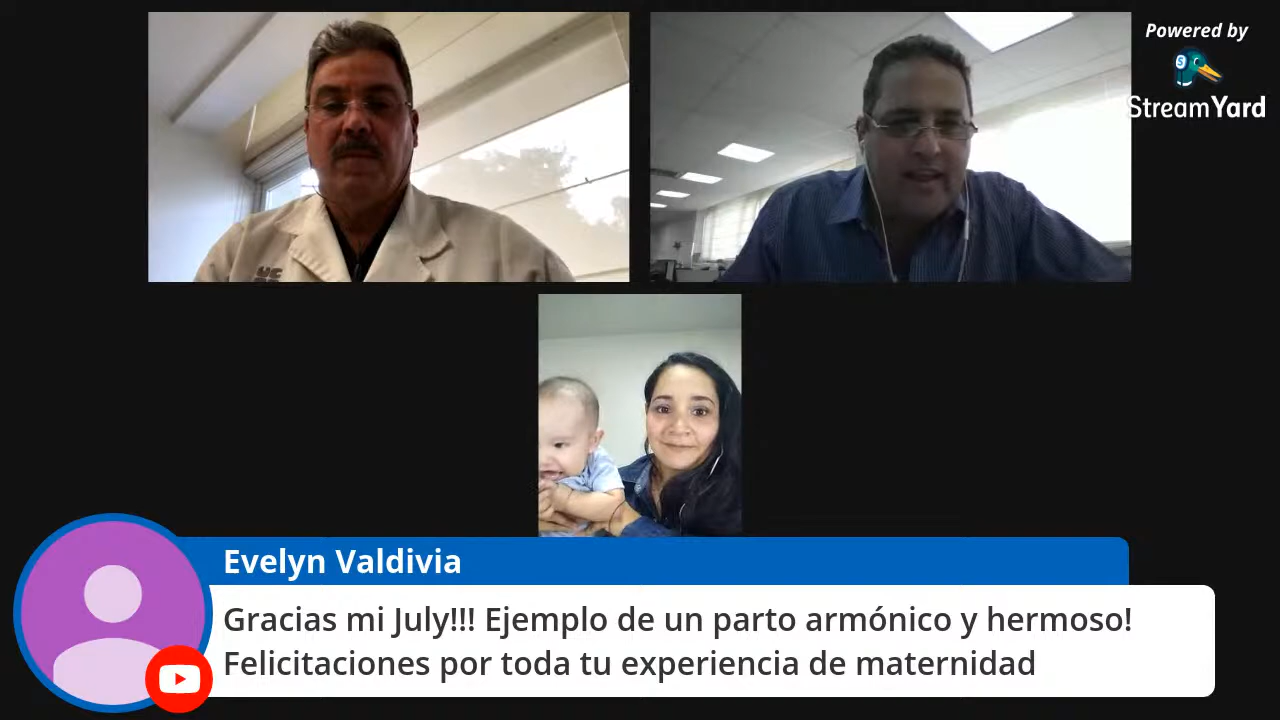 Powered by
StreamYard
UC
Evelyn Valdivia
Gracias mi July!!! Ejemplo de un parto armónico y hermoso!
Felicitaciones por toda tu experiencia de maternidad